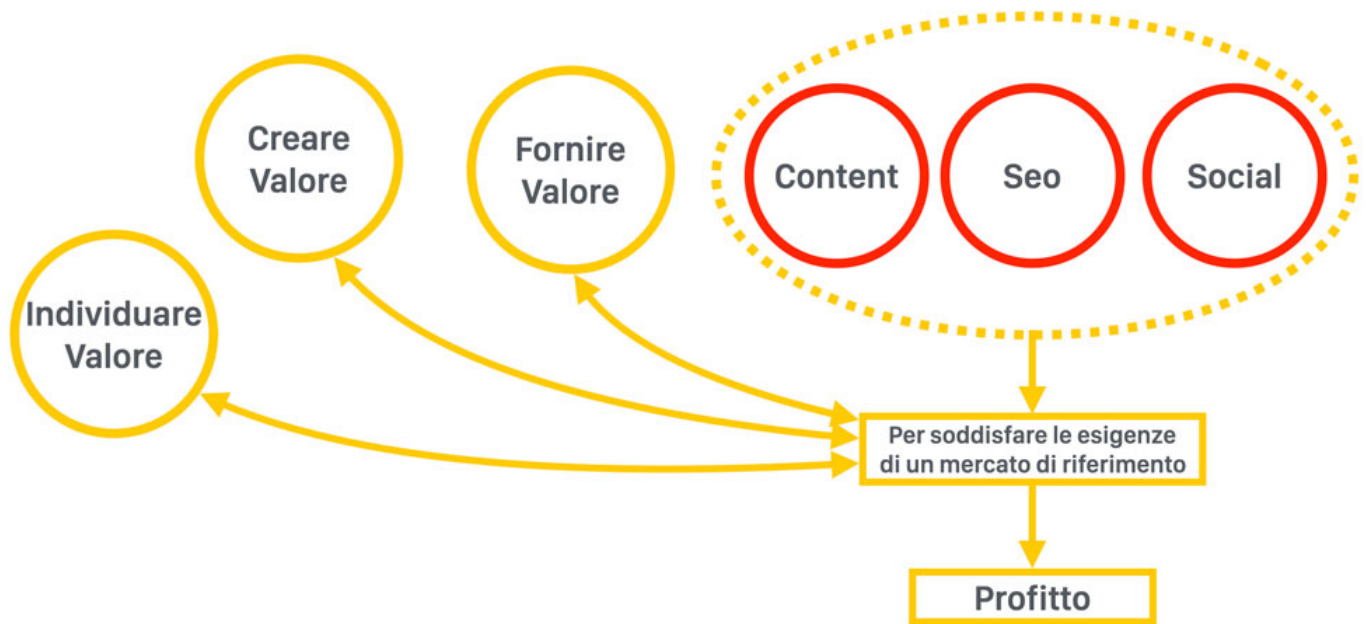 Creare
Valore
Fornire
Valore
Content
Seo
Social
Individuare
Valore
Per soddisfare le esigenze
di un mercato di riferimento
Profitto